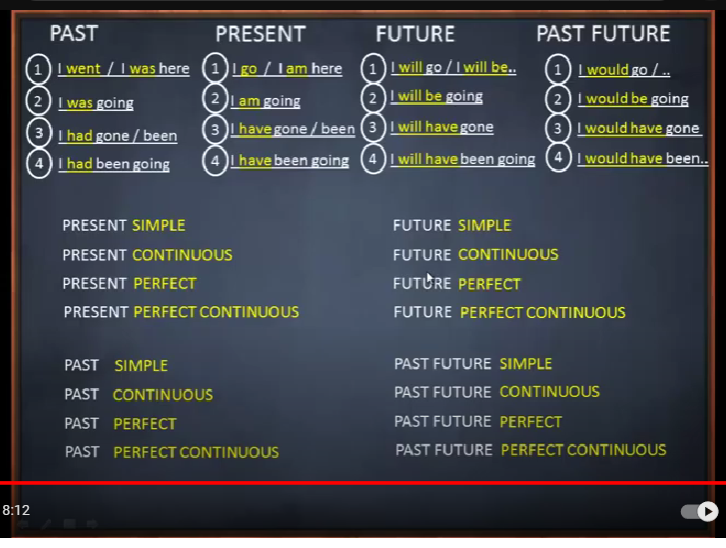 PAST PRESENT FUTURE PAST FUTURE
1 I went / I was here 1 I go / I am here 1 I will go / I will be.. 1 I would go / ..
2 I was going 2 I am going 2 I will be going 2 I would be going
3 I had gone / been 3 I have gone / been 3 I will have gone 3 I would have gone
4 I had been going 4 I have been going 4 I will have been going 4 I would have been..
PRESENT SIMPLE FUTURE SIMPLE
PRESENT CONTINUOUS FUTURE CONTINUOUS
PRESENT PERFECT FUTURE PERFECT
PRESENT PERFECT CONTINUOUS FUTURE PERFECT CONTINUOUS
PAST SIMPLE PAST FUTURE SIMPLE
PAST CONTINUOUS PAST FUTURE CONTINUOUS
PAST PERFECT PAST FUTURE PERFECT
PAST PERFECT CONTINUOUS PAST FUTURE PERFECT CONTINUOUS
8:12